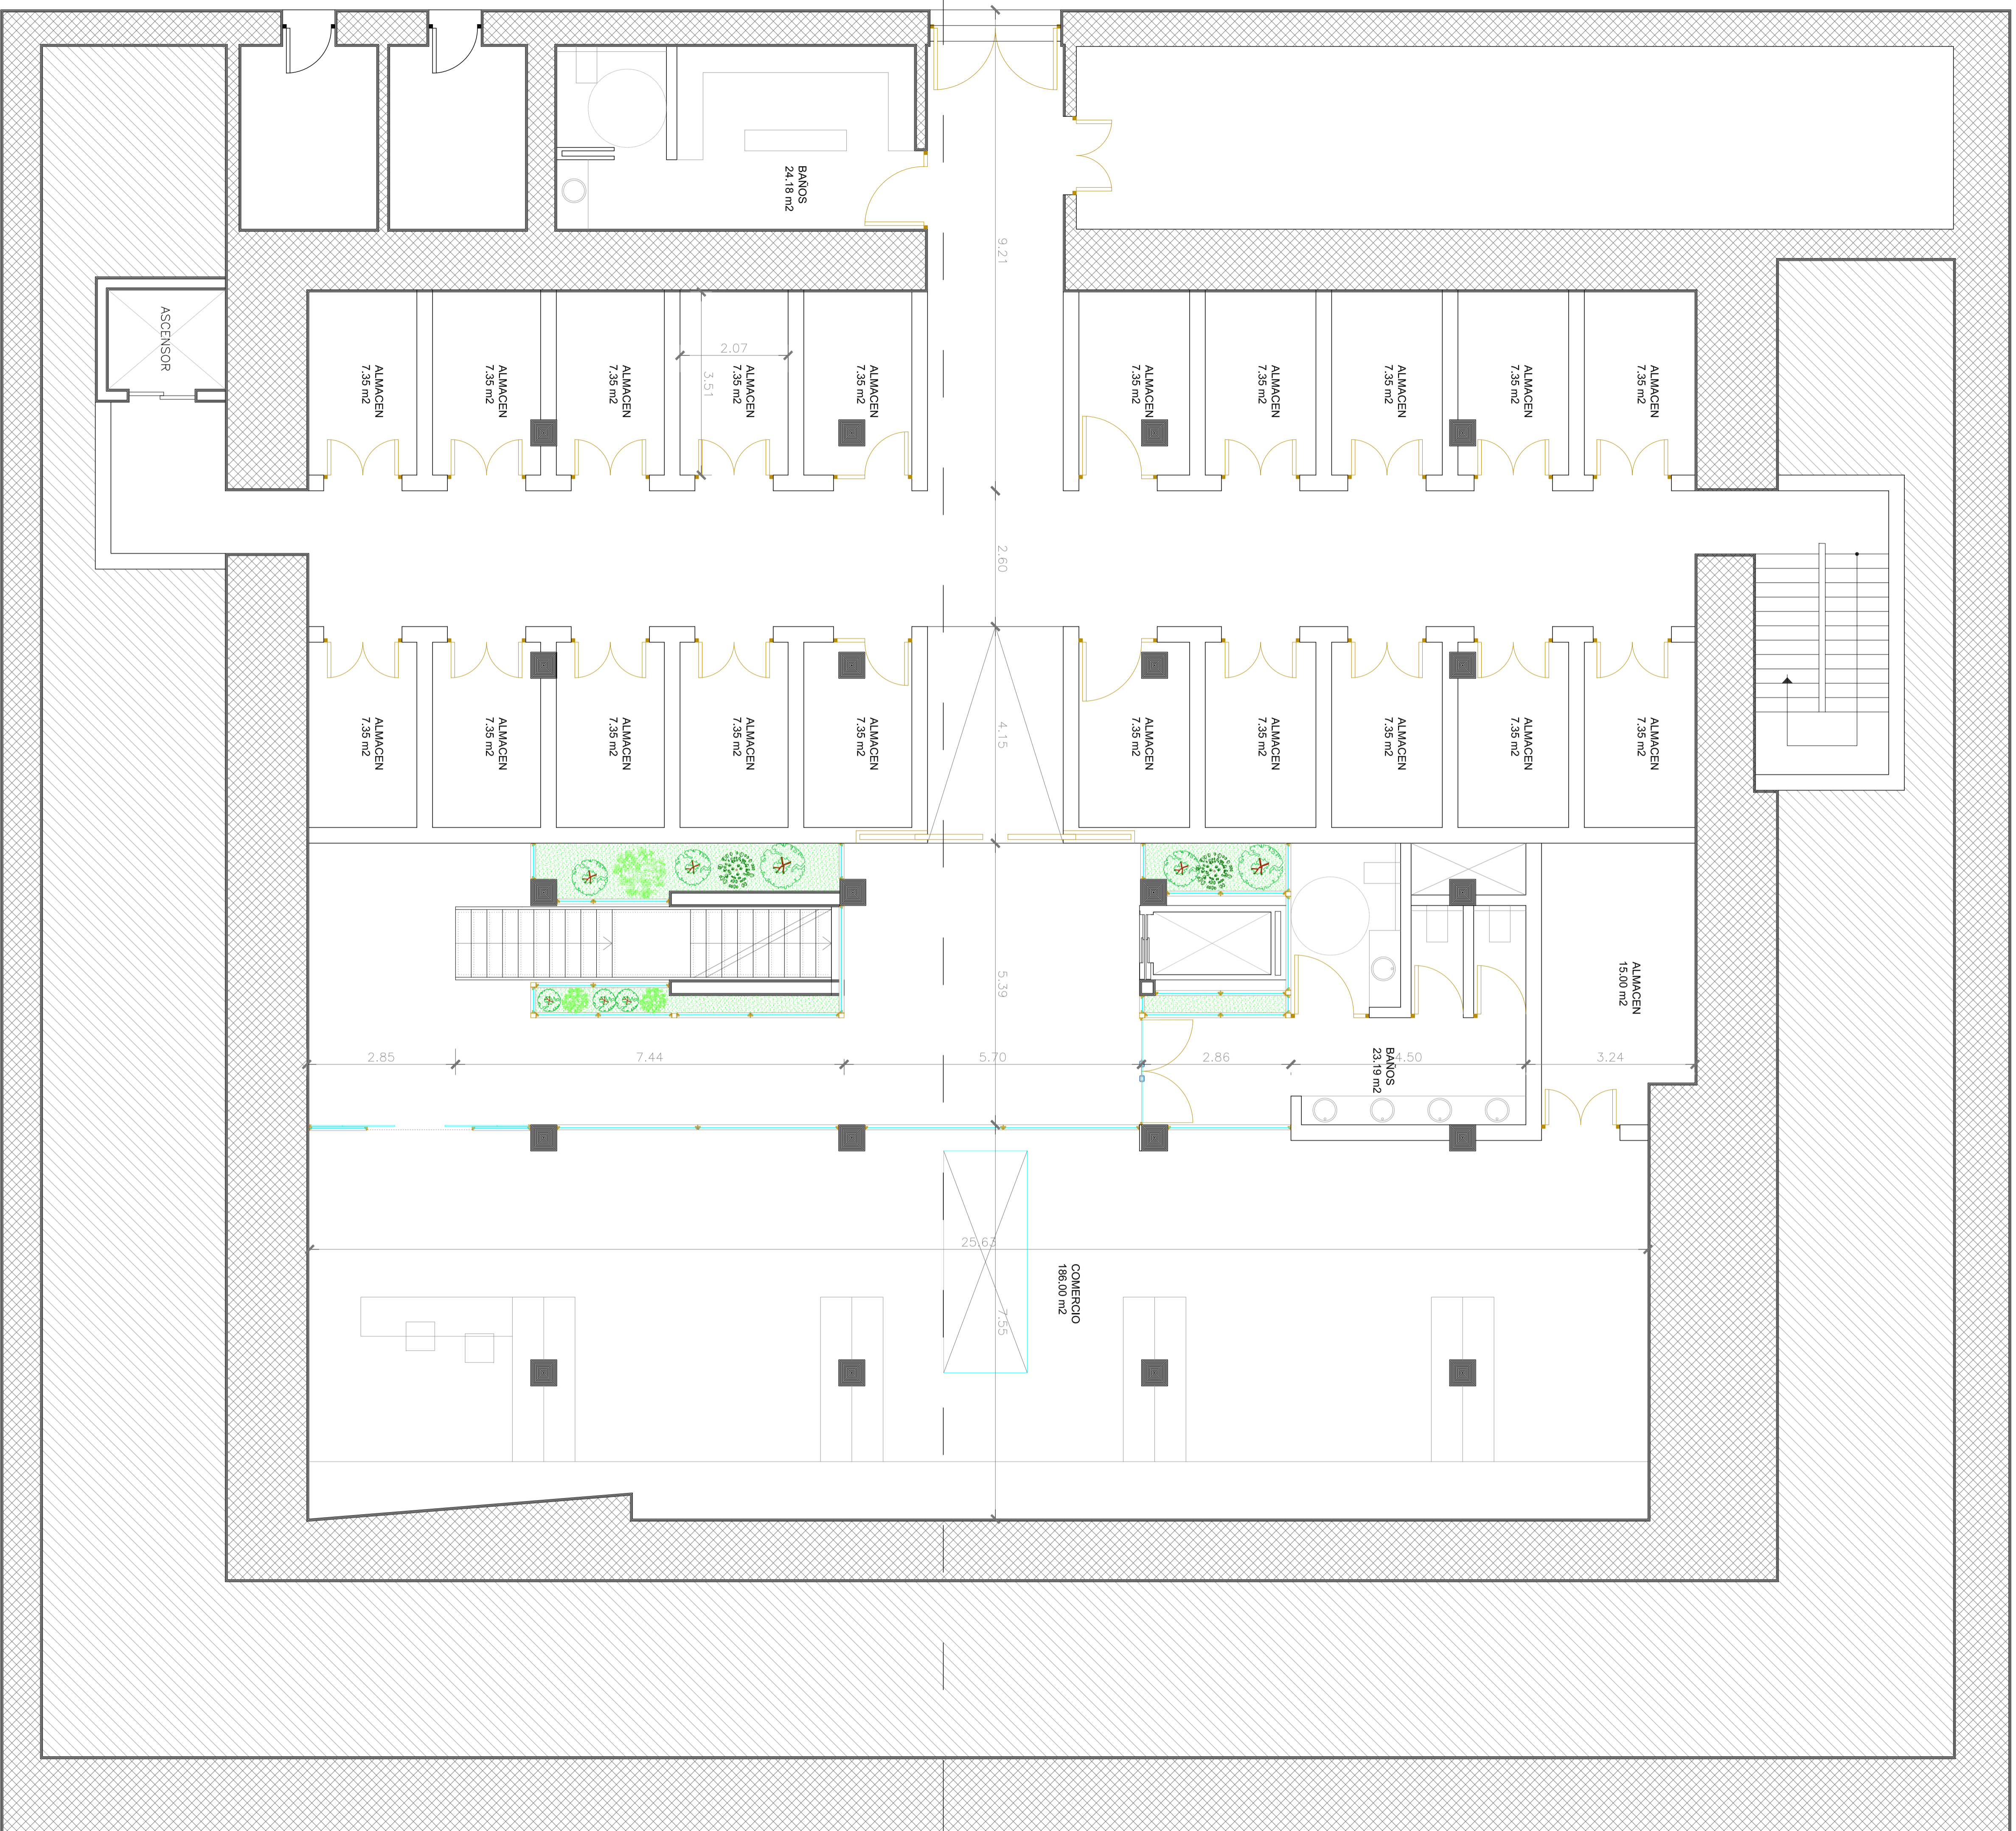 BAÑOS
24.18 m2
9.21
ASCENSOR
ALMACEN
7.35 m2
ALMACEN
7.35 m2
ALMACEN
7.35 m2
2.07
3.51
ALMACEN
7.35 m2
ALMACEN
7.35 m2
ALMACEN
7.35 m2
ALMACEN
7.35 m2
ALMACEN
7.35 m2
ALMACEN
7.35 m2
ALMACEN
7.35 m2
2.60
ALMACEN
7.35 m2
ALMACEN
7.35 m2
ALMACEN
7.35 m2
ALMACEN
7.35 m2
ALMACEN
7.35 m2
4.15
ALMACEN
7.35 m2
ALMACEN
7.35 m2
ALMACEN
7.35 m2
ALMACEN
7.35 m2
ALMACEN
7.35 m2
5.39
ALMACEN
15.00 m2
2.85
7.44
5.70
2.86
BAÑOS
23.19 m2
4.50
3.24
25.63
COMERCIO
186.00 m2
7.55